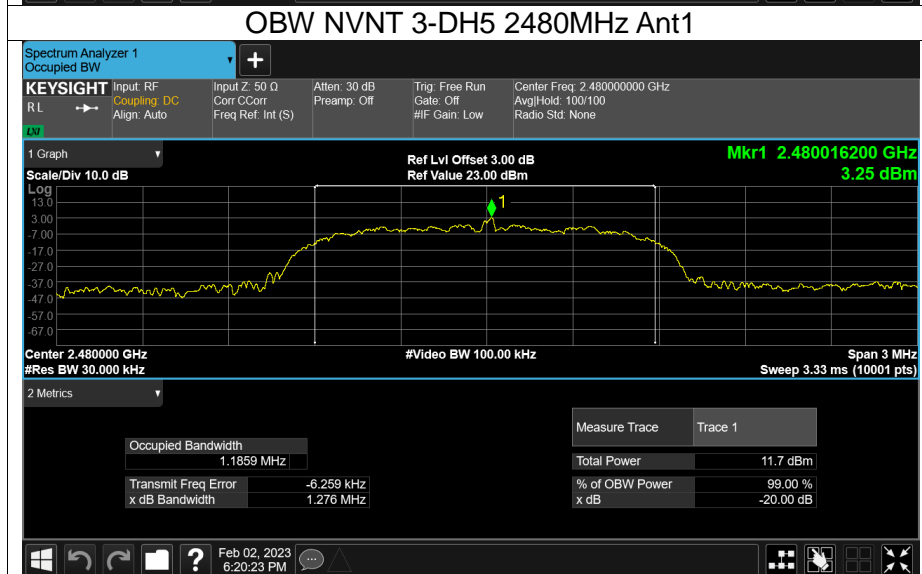 OBW NVNT 3-DH5 2480MHz Ant1
Spectrum Analyzer 1
Occupied BW
+
KEYSIGHT
R L
LXI
Input: RF
Coupling: DC
Align: Auto
Input Z: 50 Ω
Corr CCorr
Freq Ref: Int (S)
Atten: 30 dB
Preamp: Off
Trig: Free Run
Gate: Off
#IF Gain: Low
Center Freq: 2.480000000 GHz
Avg|Hold: 100/100
Radio Std: None
1 Graph
Scale/Div 10.0 dB
Ref Lvl Offset 3.00 dB
Ref Value 23.00 dBm
Mkr1 2.480016200 GHz
3.25 dBm
Log
13.0
3.00
-7.00
-17.0
-27.0
-37.0
-47.0
-57.0
-67.0
1
Center 2.480000 GHz
#Res BW 30.000 kHz
#Video BW 100.00 kHz
Span 3 MHz
Sweep 3.33 ms (10001 pts)
2 Metrics
Occupied Bandwidth
1.1859 MHz
Transmit Freq Error -6.259 kHz
x dB Bandwidth 1.276 MHz
Measure Trace Trace 1
Total Power 11.7 dBm
% of OBW Power 99.00 %
x dB -20.00 dB
?
Feb 02, 2023
6:20:23 PM